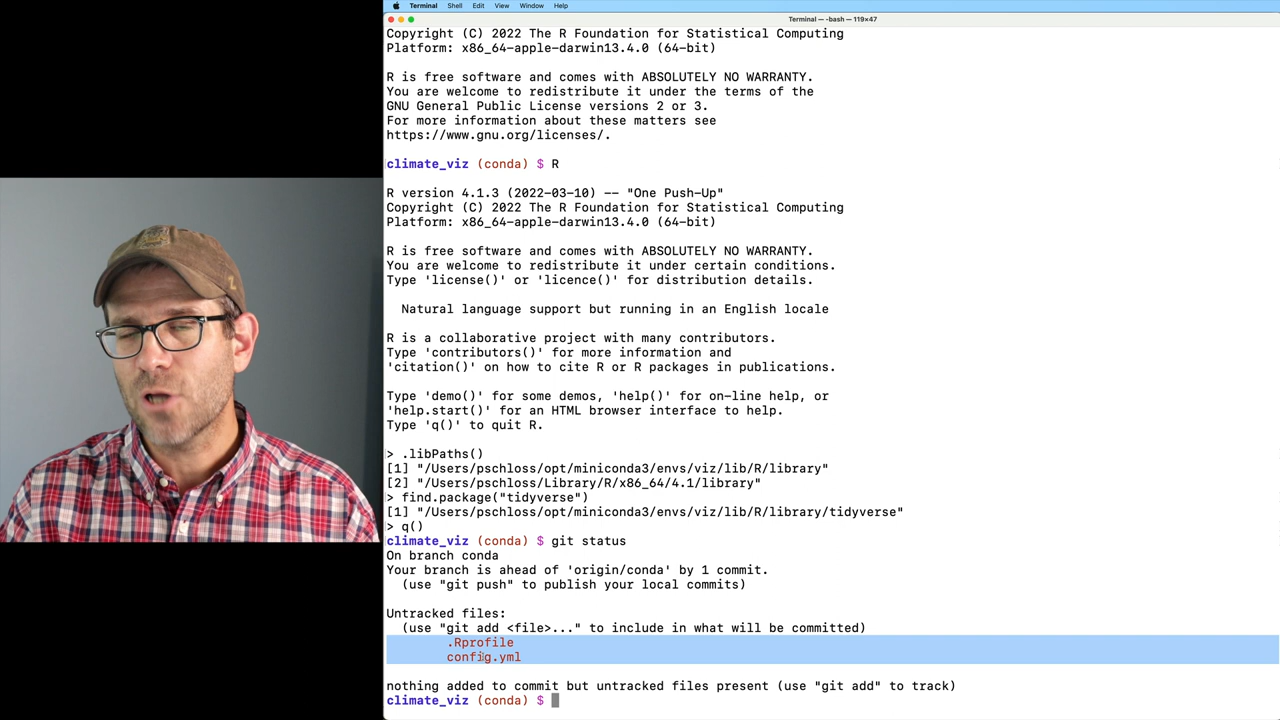 Terminal Shell Edit View Window Help
Terminal — -bash — 119×47
Copyright (C) 2022 The R Foundation for Statistical Computing
Platform: x86_64-apple-darwin13.4.0 (64-bit)
R is free software and comes with ABSOLUTELY NO WARRANTY.
You are welcome to redistribute it under the terms of the
GNU General Public License versions 2 or 3.
For more information about these matters see
https://www.gnu.org/licenses/.
climate_viz (conda) $ R
R version 4.1.3 (2022-03-10) -- "One Push-Up"
Copyright (C) 2022 The R Foundation for Statistical Computing
Platform: x86_64-apple-darwin13.4.0 (64-bit)
R is free software and comes with ABSOLUTELY NO WARRANTY.
You are welcome to redistribute it under certain conditions.
Type 'license()' or 'licence()' for distribution details.
Natural language support but running in an English locale
R is a collaborative project with many contributors.
Type 'contributors()' for more information and
'citation()' on how to cite R or R packages in publications.
Type 'demo()' for some demos, 'help()' for on-line help, or
'help.start()' for an HTML browser interface to help.
Type 'q()' to quit R.
> .libPaths()
[1] "/Users/pschloss/opt/miniconda3/envs/viz/lib/R/library"
[2] "/Users/pschloss/Library/R/x86_64/4.1/library"
> find.package("tidyverse")
[1] "/Users/pschloss/opt/miniconda3/envs/viz/lib/R/library/tidyverse"
> q()
climate_viz (conda) $ git status
On branch conda
Your branch is ahead of 'origin/conda' by 1 commit.
(use "git push" to publish your local commits)
Untracked files:
(use "git add <file>..." to include in what will be committed)
.Rprofile
config.yml
nothing added to commit but untracked files present (use "git add" to track)
climate_viz (conda) $